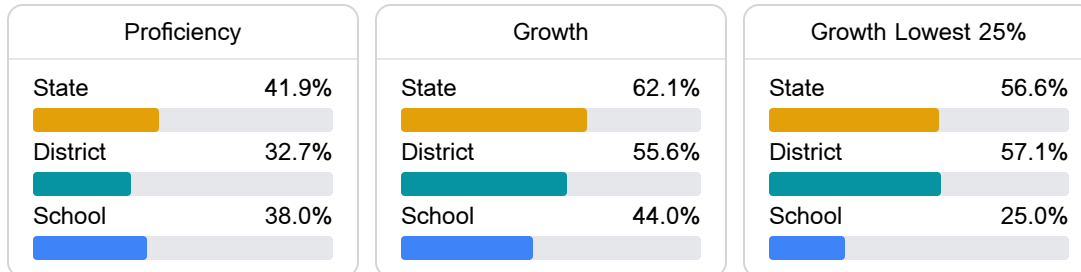 Proficiency
State 41.9%
District 32.7%
School 38.0%
Growth
State 62.1%
District 55.6%
School 44.0%
Growth Lowest 25%
State 56.6%
District 57.1%
School 25.0%